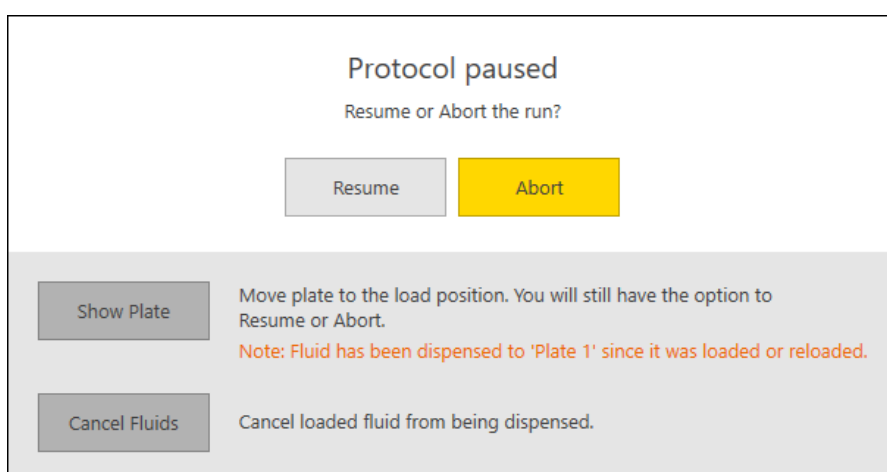 Protocol paused
Resume or Abort the run?
Resume
Abort
Show Plate
Move plate to the load position. You will still have the option to
Resume or Abort.
Note: Fluid has been dispensed to 'Plate 1' since it was loaded or reloaded.
Cancel Fluids
Cancel loaded fluid from being dispensed.